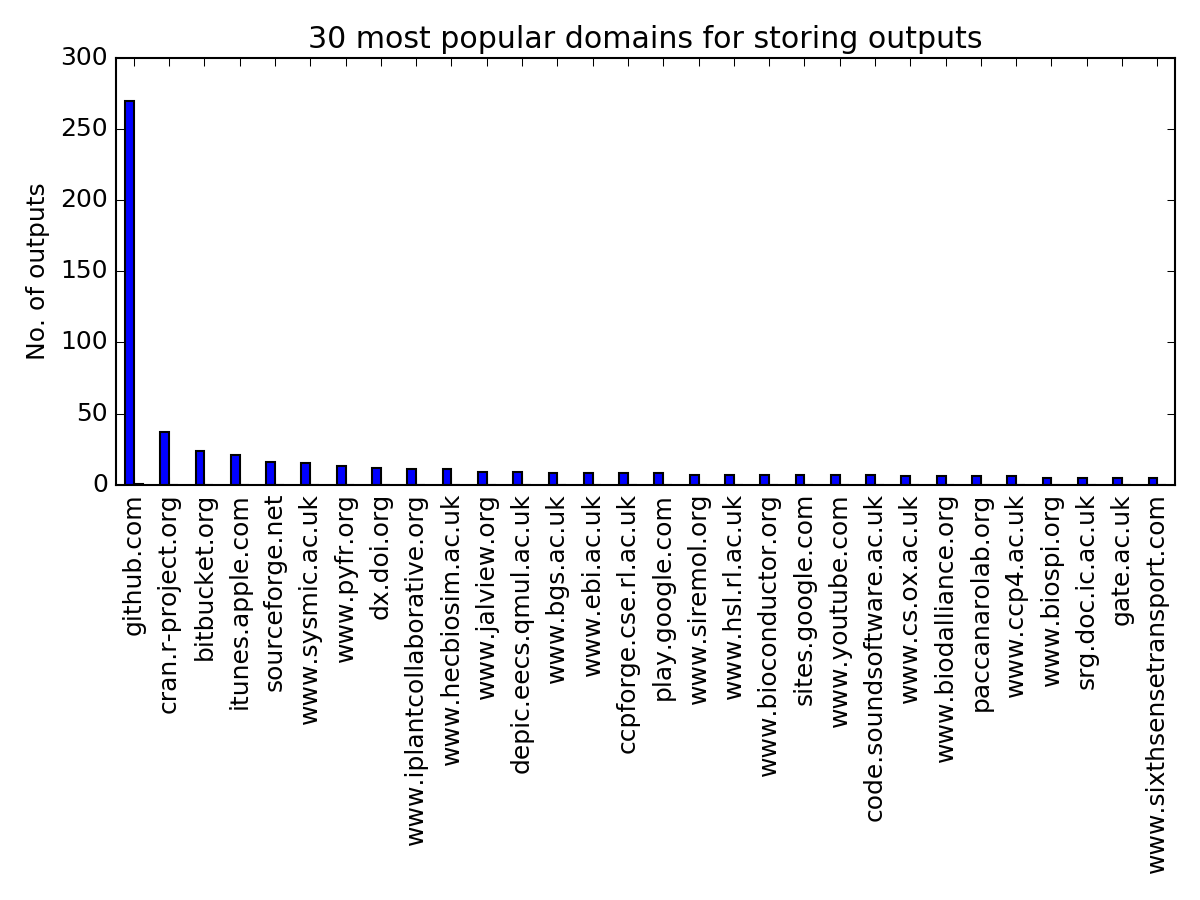 30 most popular domains for storing outputs
300
250
200
150
100
50
0
No. of outputs
github.com
cran.r-project.org
bitbucket.org
itunes.apple.com
sourceforge.net
www.sysmic.ac.uk
www.pyfr.org
dx.doi.org
www.iplantcollaborative.org
www.hecbiosim.ac.uk
www.jalview.org
depic.eecs.qmul.ac.uk
www.bgs.ac.uk
www.ebi.ac.uk
ccpforge.cse.rl.ac.uk
play.google.com
www.siremol.org
www.hsl.rl.ac.uk
www.bioconductor.org
sites.google.com
www.youtube.com
code.soundsoftware.ac.uk
www.cs.ox.ac.uk
www.biodalliance.org
paccanarolab.org
www.ccp4.ac.uk
www.biospi.org
srg.doc.ic.ac.uk
gate.ac.uk
www.sixthsensetransport.com